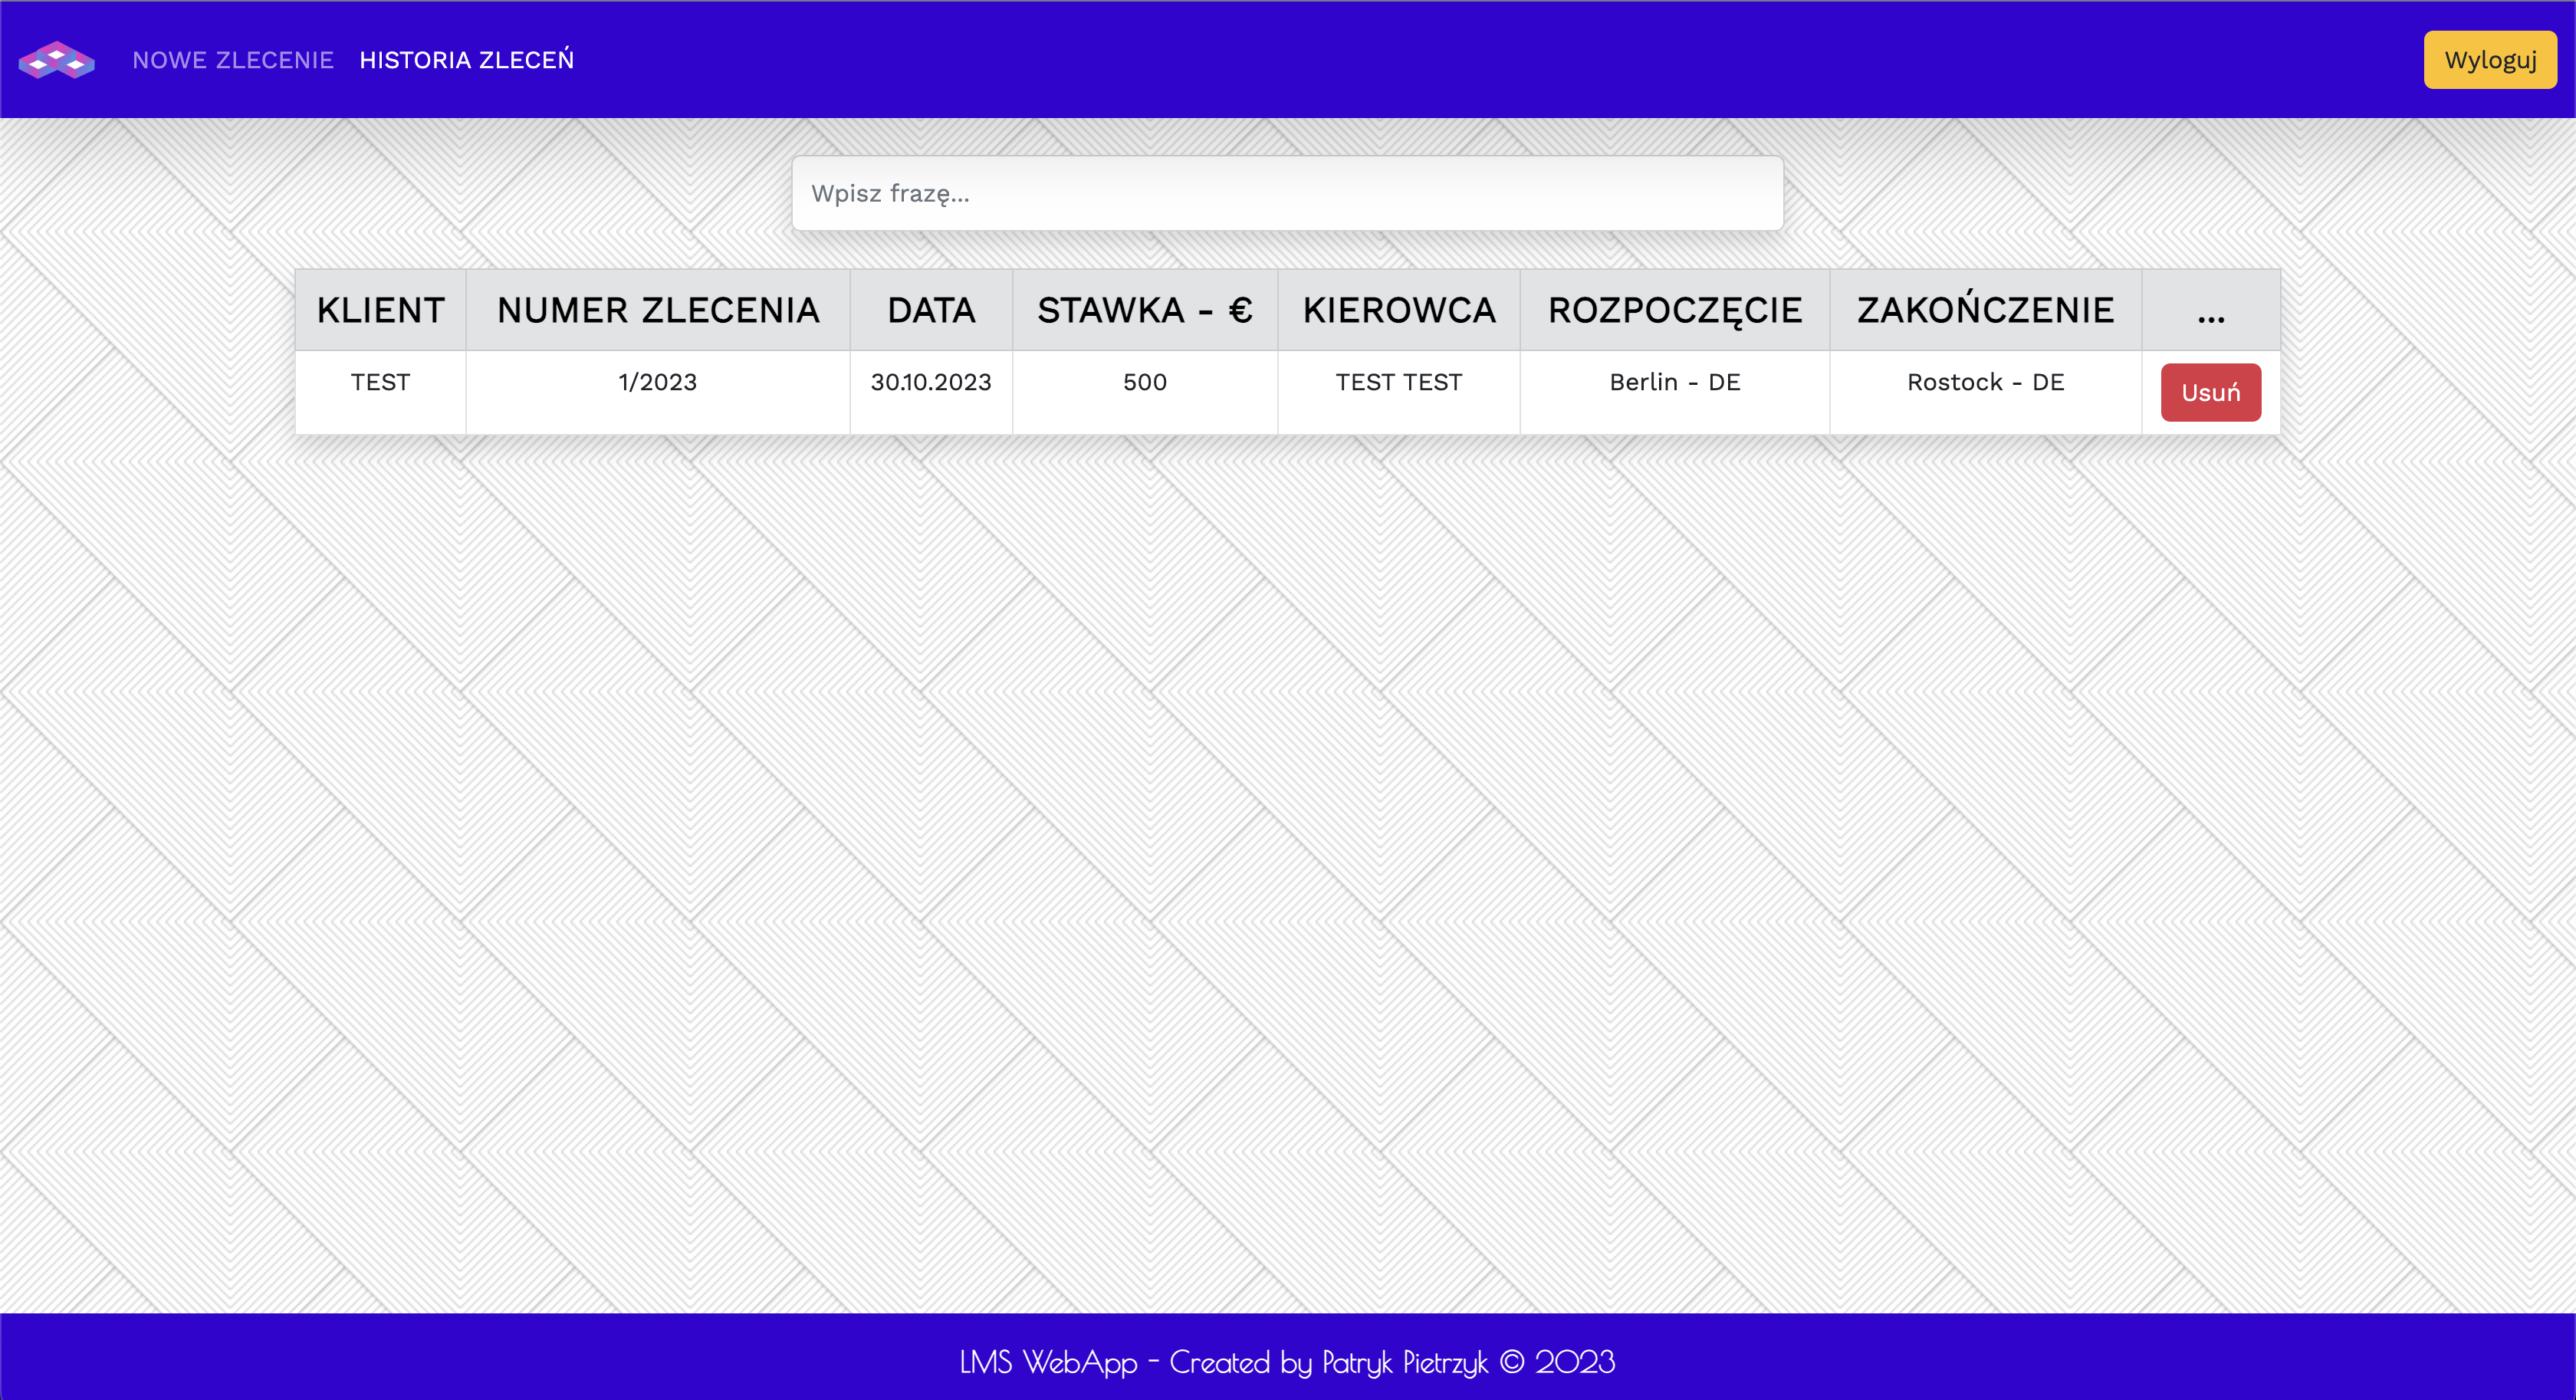 NOWE ZLECENIE HISTORIA ZLECEŃ Wyloguj
Wpisz frazę...
KLIENT NUMER ZLECENIA DATA STAWKA - € KIEROWCA ROZPOCZĘCIE ZAKOŃCZENIE ...
TEST 1/2023 30.10.2023 500 TEST TEST Berlin - DE Rostock - DE Usuń
LMS WebApp - Created by Patryk Pietrzyk © 2023